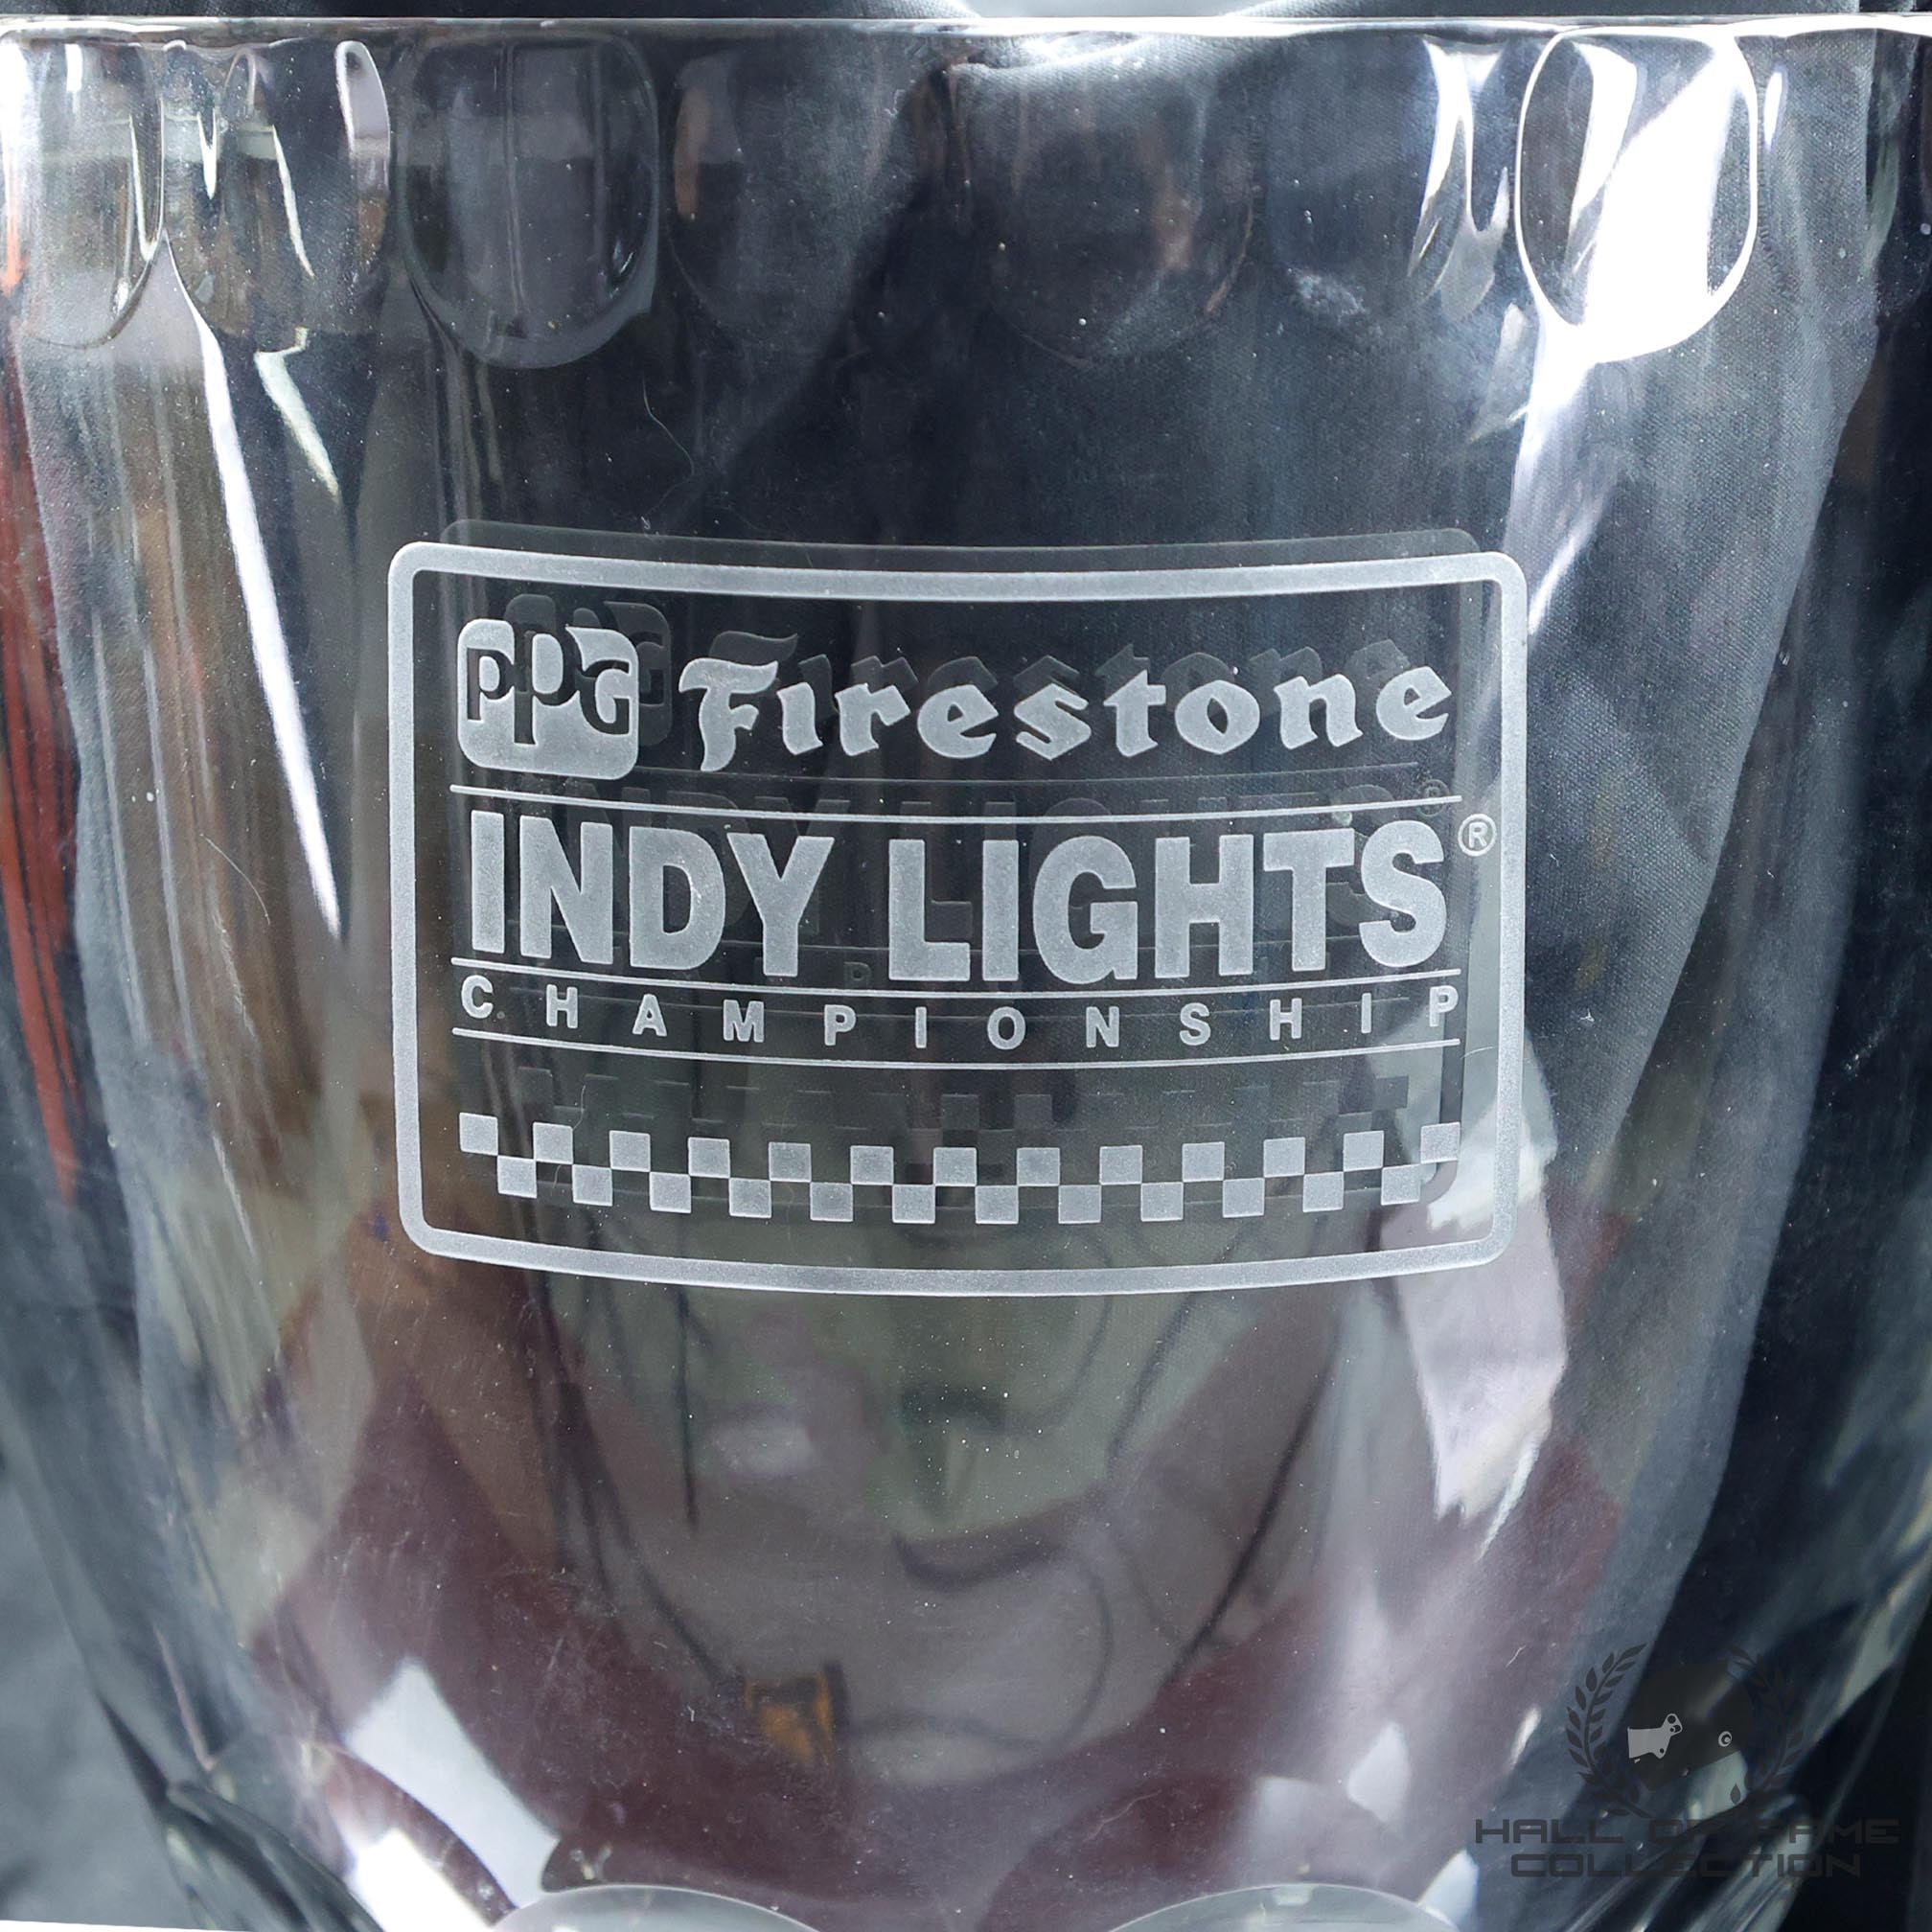 PPG Firestone
INDY LIGHTS®
CHAMPIONSHIP
HALL OF FAME
COLLECTION